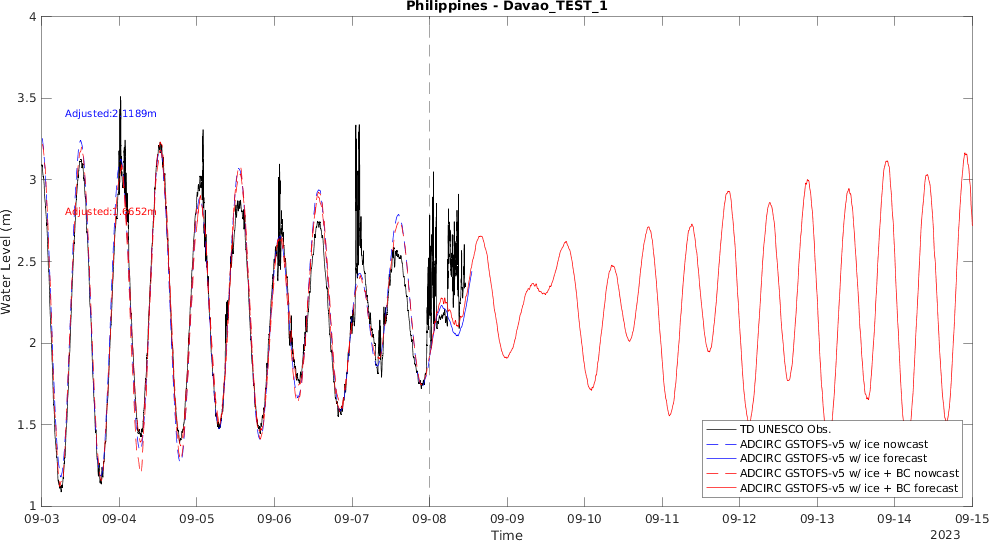 Philippines - Davao_TEST_1
Water Level (m)
4
3.5
3
2.5
2
1.5
1
Adjusted:2.1189m
Adjusted:1.6652m
TD UNESCO Obs.
ADCIRC GSTOFS-v5 w/ ice nowcast
ADCIRC GSTOFS-v5 w/ ice forecast
ADCIRC GSTOFS-v5 w/ ice + BC nowcast
ADCIRC GSTOFS-v5 w/ ice + BC forecast
09-03 09-04 09-05 09-06 09-07 09-08 09-09 09-10 09-11 09-12 09-13 09-14 09-15
Time
2023